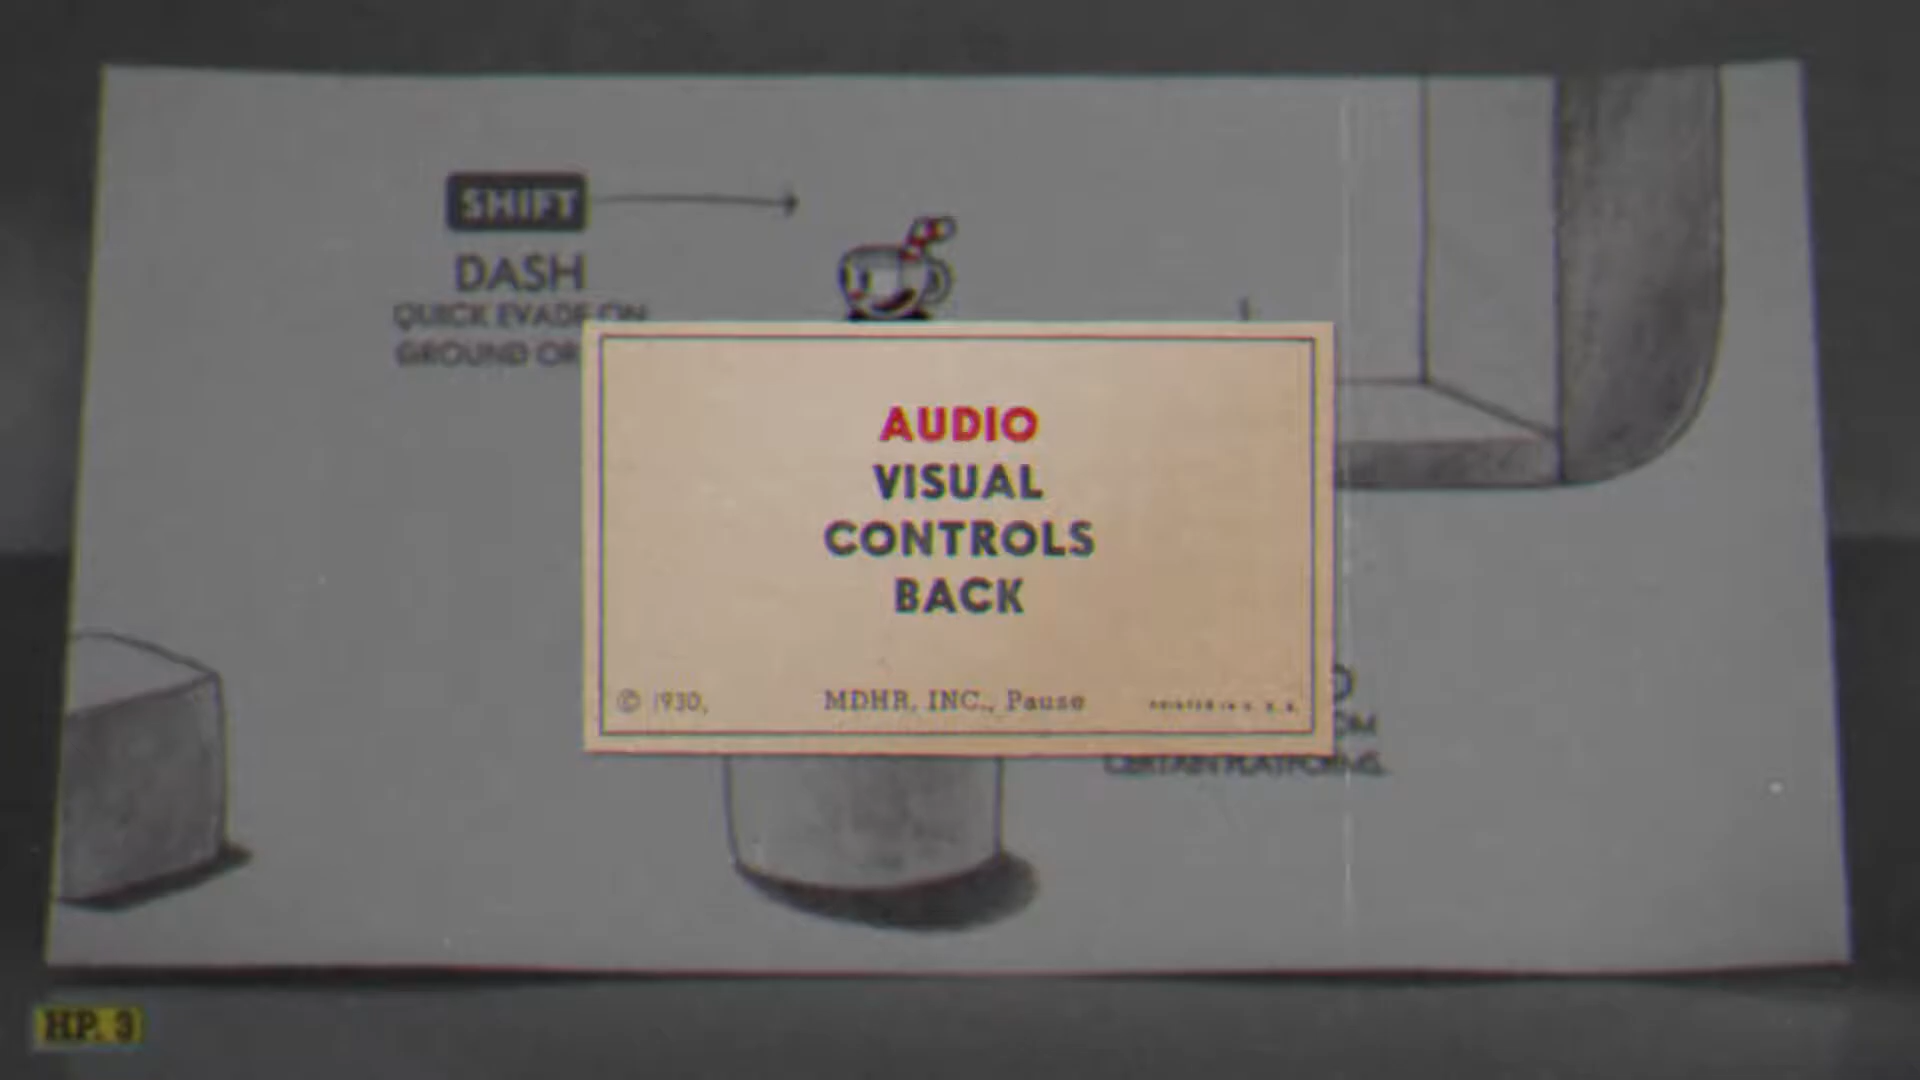 SHIFT
DASH
QUICK EVADE ON
GROUND OR
AUDIO
VISUAL
CONTROLS
BACK
© 1930,
MDHR, INC., Pause
CERTAIN PLATFORMS.
HP. 3